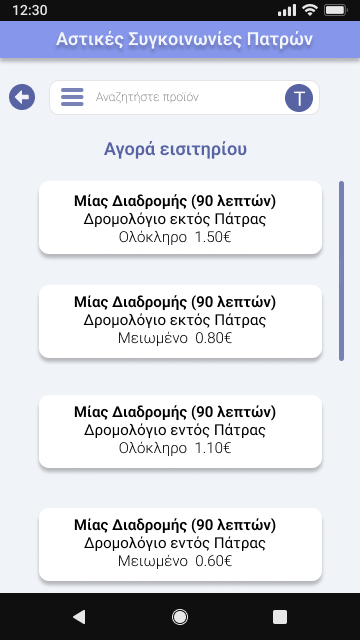 12:30
Αστικές Συγκοινωνίες Πατρών
Αναζητήστε προϊόν
T
Αγορά εισιτηρίου
Μίας Διαδρομής (90 λεπτών)
Δρομολόγιο εκτός Πάτρας
Ολόκληρο 1.50€
Μίας Διαδρομής (90 λεπτών)
Δρομολόγιο εκτός Πάτρας
Μειωμένο 0.80€
Μίας Διαδρομής (90 λεπτών)
Δρομολόγιο εντός Πάτρας
Ολόκληρο 1.10€
Μίας Διαδρομής (90 λεπτών)
Δρομολόγιο εντός Πάτρας
Μειωμένο 0.60€